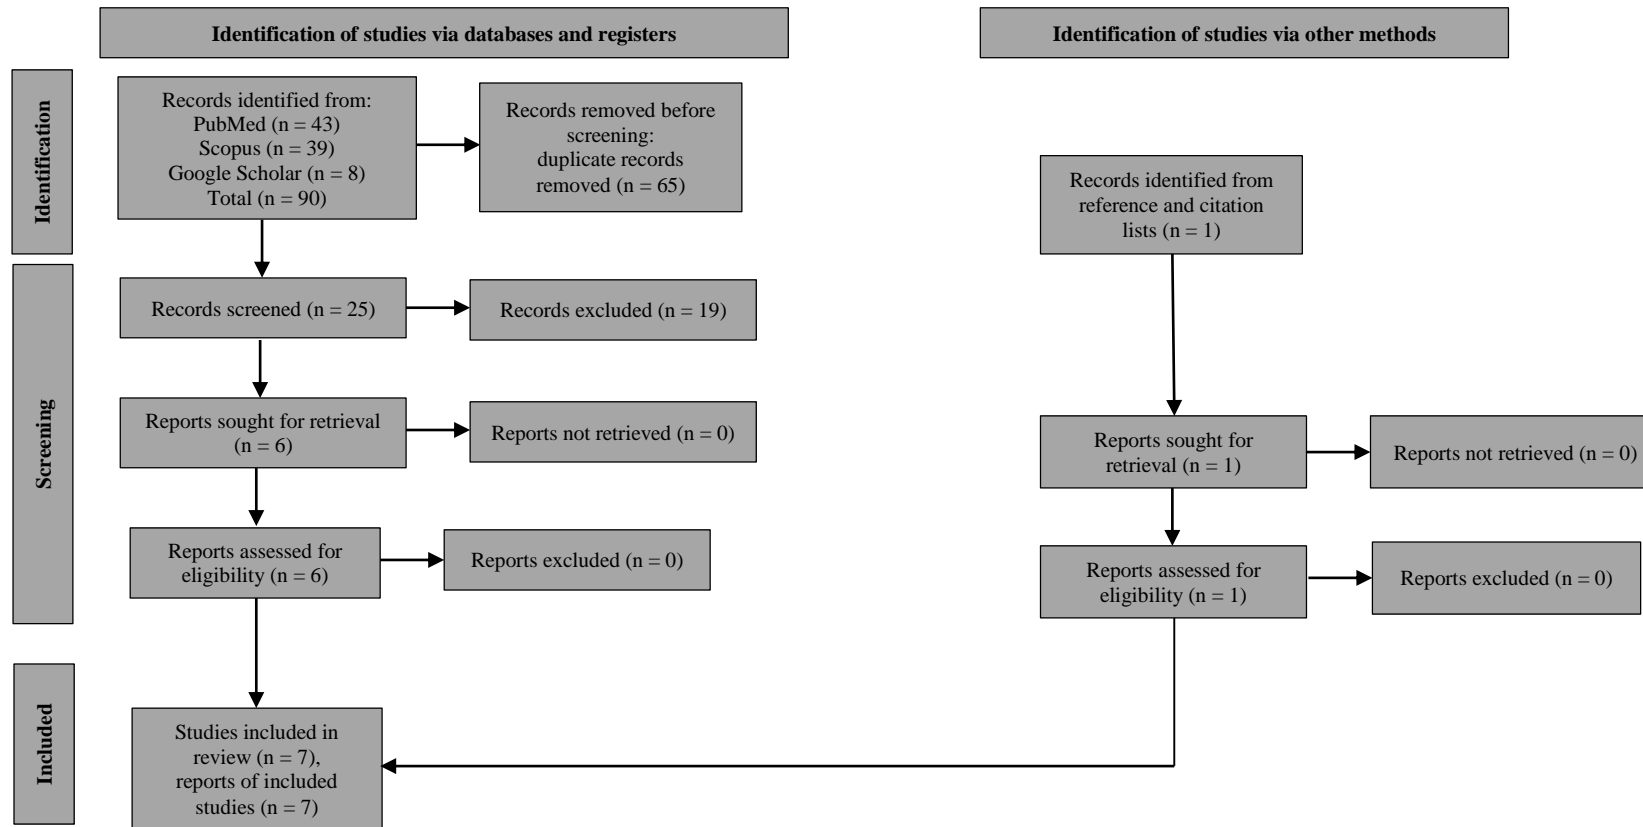 Identification of studies via databases and registers
Identification of studies via other methods
Identification
Records identified from:
PubMed (n = 43)
Scopus (n = 39)
Google Scholar (n = 8)
Total (n = 90)
Records removed before
screening:
duplicate records
removed (n = 65)
Records identified from
reference and citation
lists (n = 1)
Screening
Records screened (n = 25)
Records excluded (n = 19)
Reports sought for retrieval
(n = 6)
Reports not retrieved (n = 0)
Reports sought for
retrieval (n = 1)
Reports not retrieved (n = 0)
Reports assessed for
eligibility (n = 6)
Reports excluded (n = 0)
Reports assessed for
eligibility (n = 1)
Reports excluded (n = 0)
Included
Studies included in
review (n = 7),
reports of included
studies (n = 7)